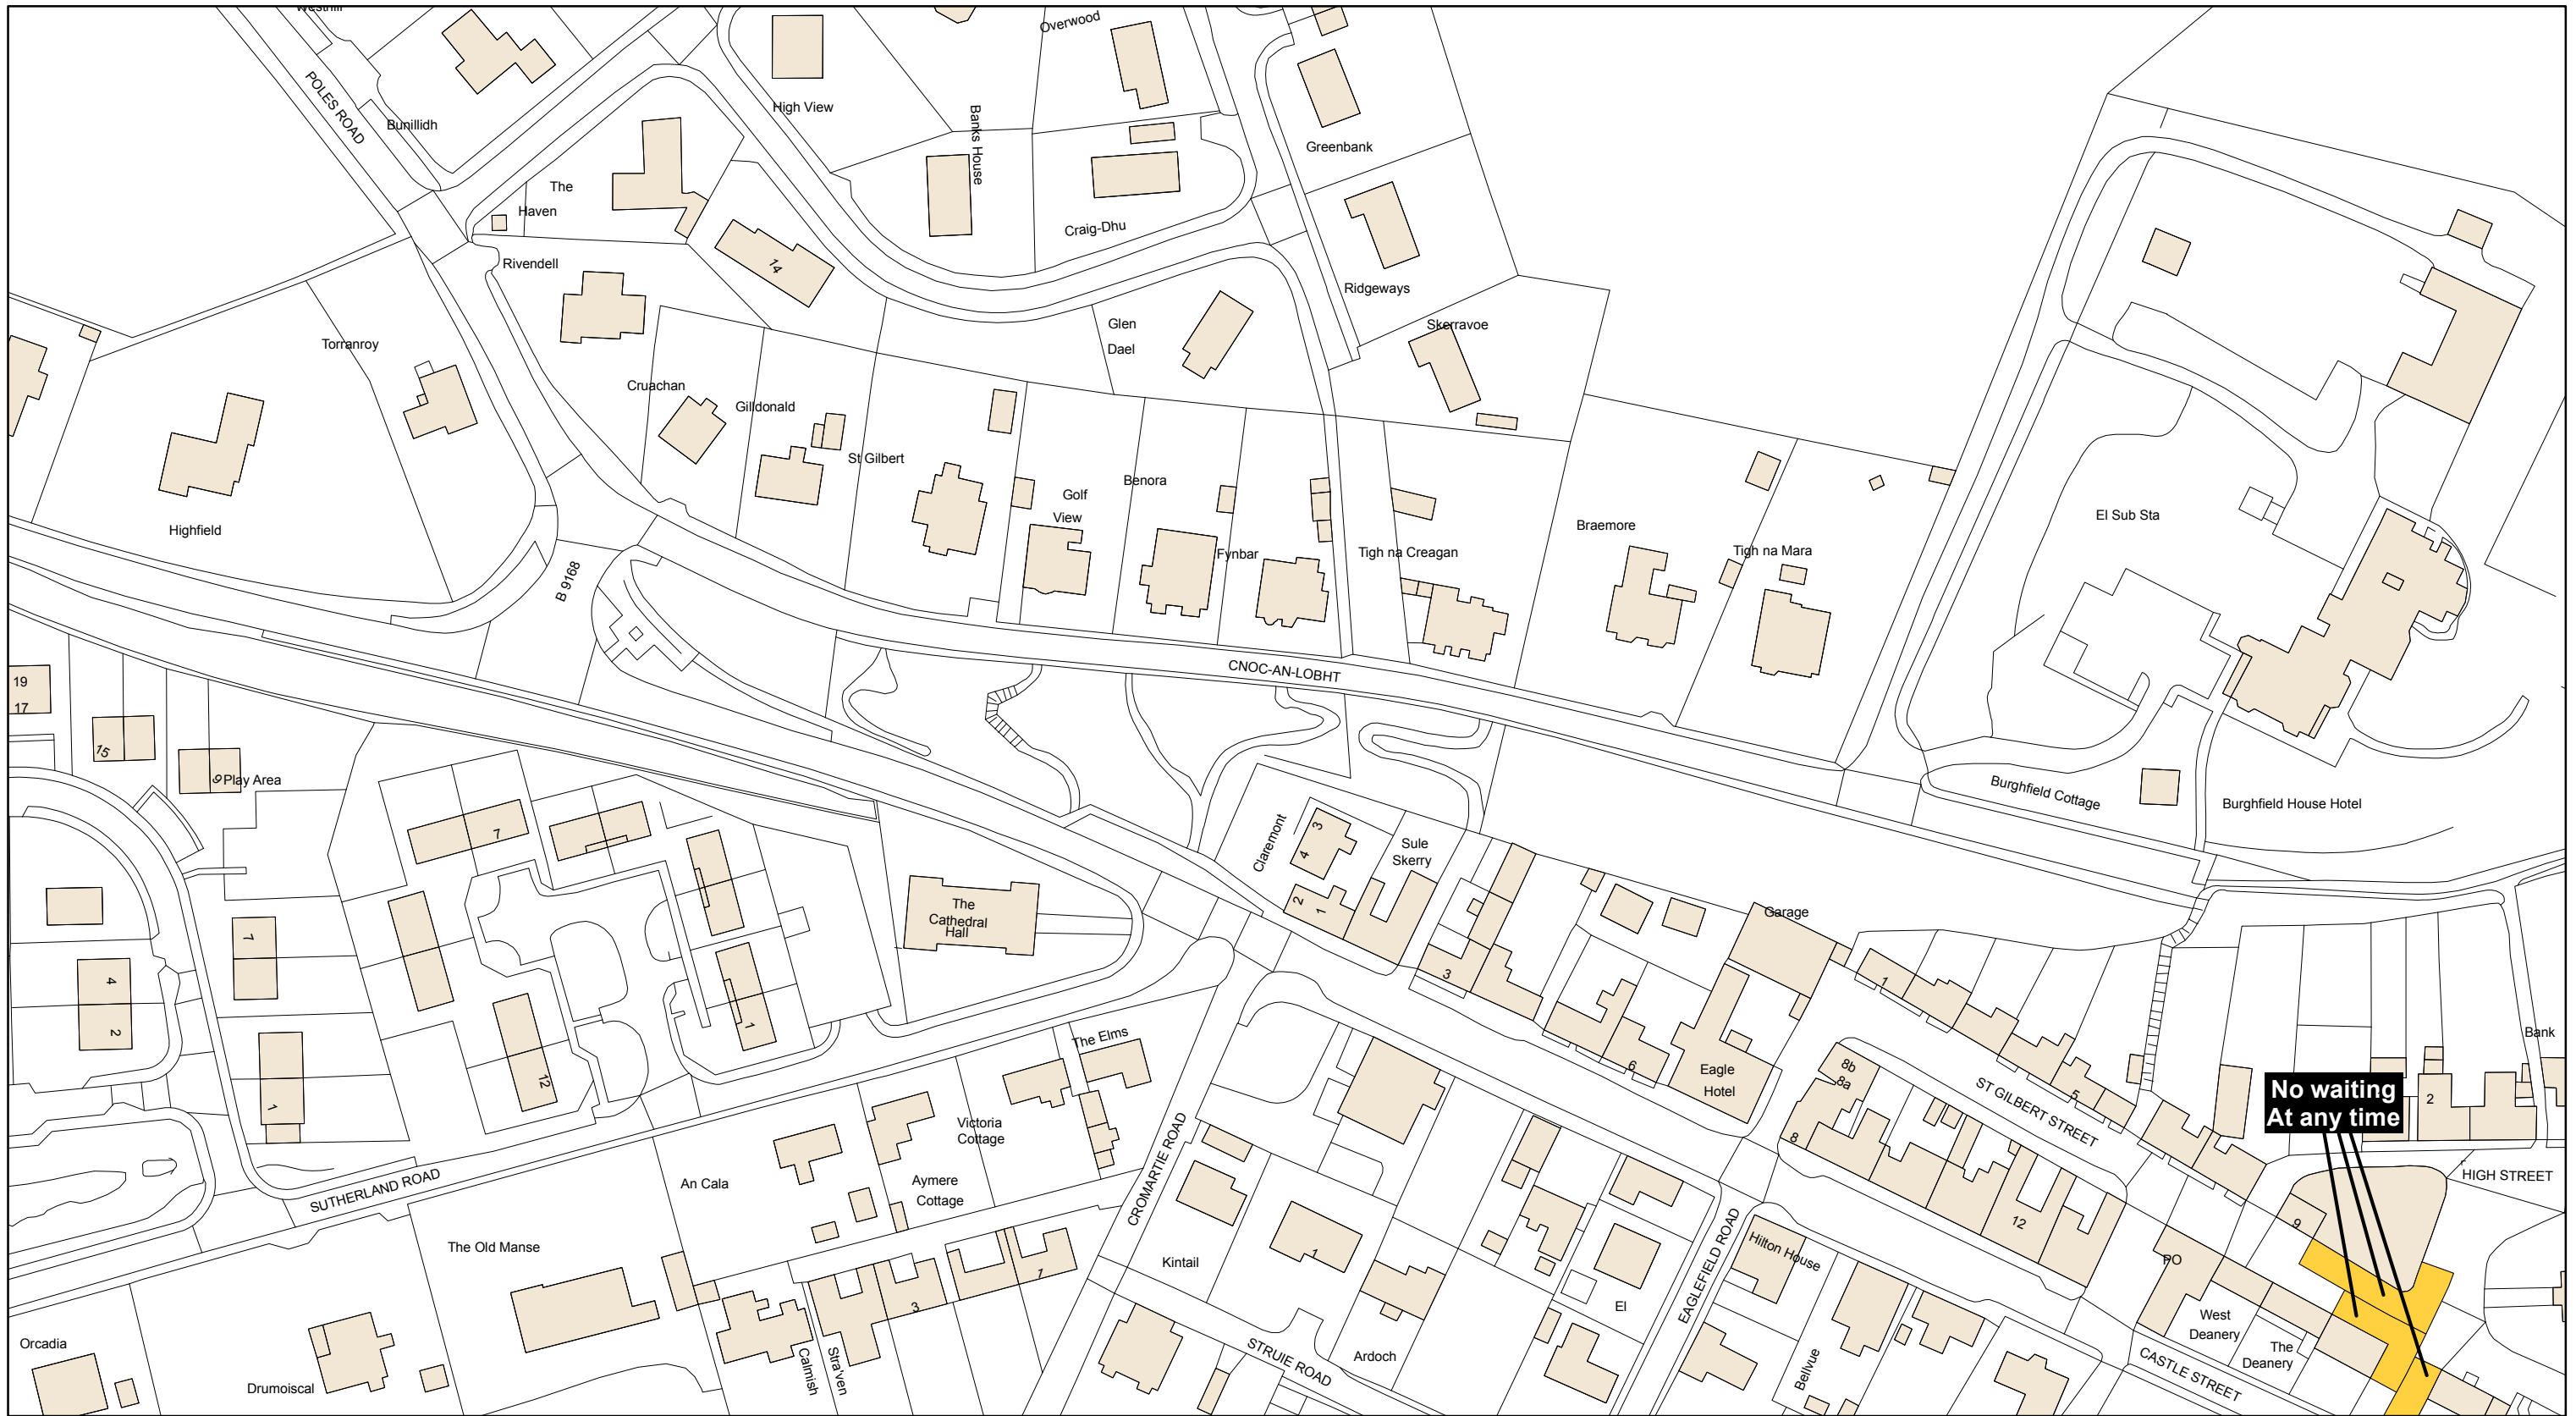 Overwood
POLES ROAD
High View
Bunillidh
Banks House
Greenbank
The
Haven
Craig-Dhu
Rivendell
14
Ridgeways
Torranroy
Glen
Dael
Skerravoe
Cruachan
Gilldonald
St Gilbert
Golf
View
Benora
Highfield
El Sub Sta
Braemore
B 9168
Fynbar
Tigh na Creagan
Tigh na Mara
CNOC-AN-LOBHT
19
17
15
9
Play Area
Burghfield Cottage
Burghfield House Hotel
7
Claremont
3
4
Sule
Skerry
2
1
The
Cathedral
Hall
Garage
7
3
1
4
2
1
The Elms
Bank
8b
8a
6
Eagle
Hotel
12
1
5
ST GILBERT STREET
No waiting
At any time
2
Victoria
Cottage
8
CROMARTIE ROAD
SUTHERLAND ROAD
An Cala
Aymere
Cottage
HIGH STREET
12
9
The Old Manse
Kintail
1
EAGLEFIELD ROAD
Hilton House
PO
1
3
El
West
Deanery
Orcadia
The
Deanery
Drumoiscal
Calmish
Stra'ven
STRUIE ROAD
Ardoch
Bellvue
CASTLE STREET